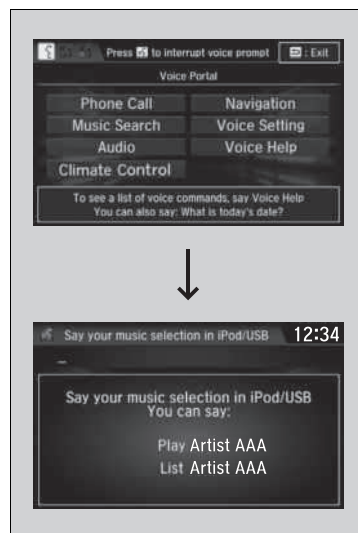 Press to interrupt voice prompt : Exit
Voice Portal
Phone Call Navigation
Music Search Voice Setting
Audio Voice Help
Climate Control
To see a list of voice commands, say Voice Help
You can also say: What is today's date?
Say your music selection in iPod/USB 12:34
Say your music selection in iPod/USB
You can say:
Play Artist AAA
List Artist AAA